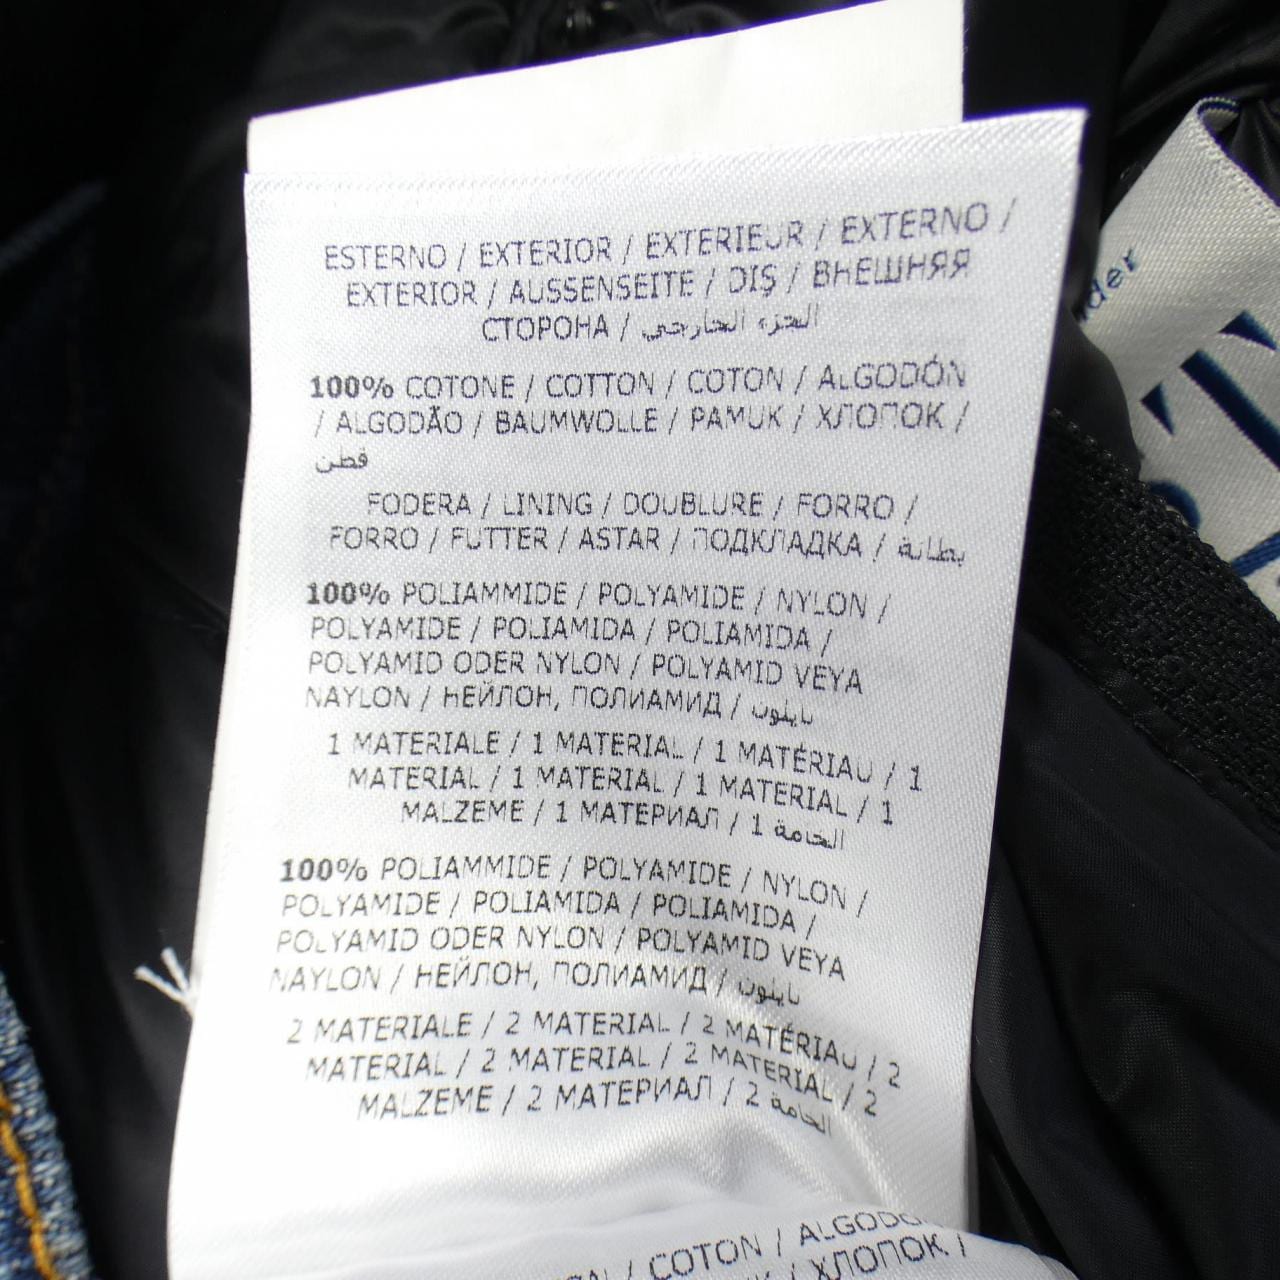 ESTERNO / EXTERIOR / EXTERIEUR / EXTERNO /
EXTERIOR / AUSSENSEITE / DIŞ / ВНЕШНЯЯ
СТОРОНА / الجزء الخارجي
100% COTONE / COTTON / COTON / ALGODÓN
/ ALGODÃO / BAUMWOLLE / PAMUK / ХЛОПОК /
قطن
FODERA / LINING / DOUBLURE / FORRO /
FORRO / FUTTER / ASTAR / ПОДКЛАДКА / بطانة
100% POLIAMMIDE / POLYAMIDE / NYLON /
POLYAMIDE / POLIAMIDA / POLIAMIDA /
POLYAMID ODER NYLON / POLYAMID VEYA
NAYLON / НЕЙЛОН, ПОЛИАМИД / نايلون
1 MATERIALE / 1 MATERIAL / 1 MATÉRIAU / 1
MATERIAL / 1 MATERIAL / 1 MATERIAL / 1
MALZEME / 1 МАТЕРИАЛ / 1 الخامة
100% POLIAMMIDE / POLYAMIDE / NYLON /
POLYAMIDE / POLIAMIDA / POLIAMIDA /
POLYAMID ODER NYLON / POLYAMID VEYA
NAYLON / НЕЙЛОН, ПОЛИАМИД / نايلون
2 MATERIALE / 2 MATERIAL / 2 MATÉRIAU / 2
MATERIAL / 2 MATERIAL / 2 MATERIAL / 2
MALZEME / 2 МАТЕРИАЛ / 2 الخامة
/ COTON /
/ ХЛОПОК /